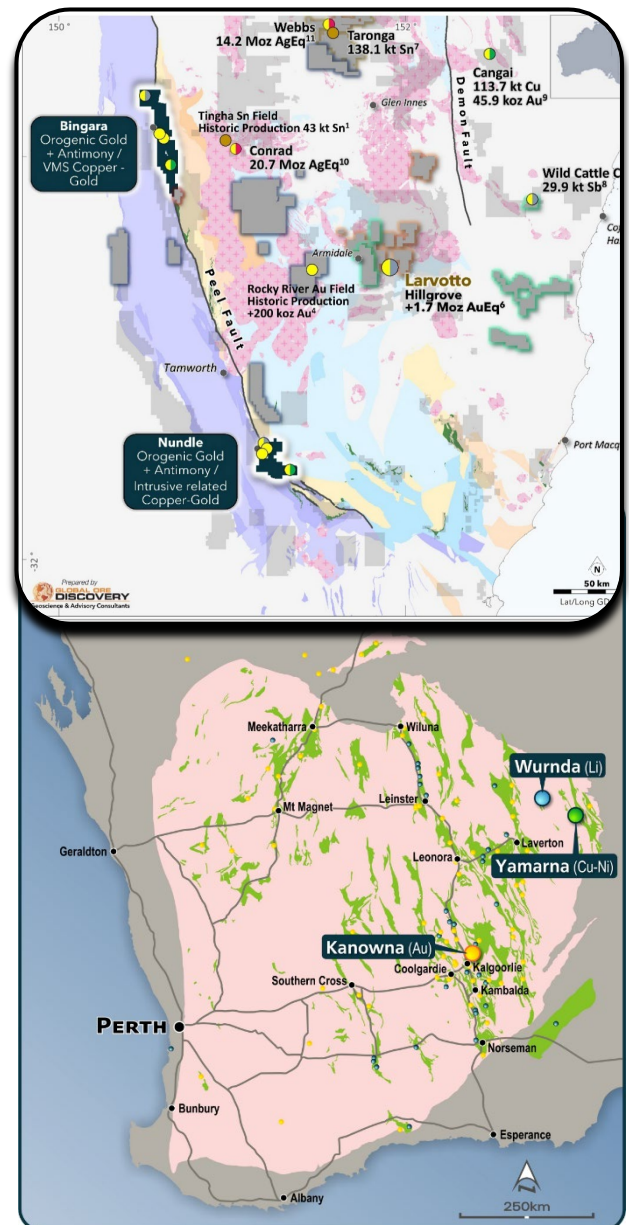 150°
152
Webbs
14.2 Moz AgEq11
Taronga
138.1 kt Sn7
Cangai
113.7 kt Cu
45.9 koz Au9
Demon Fault
Glen Innes
Bingara
Orogenic Gold
+ Antimony /
VMS Copper -
Gold
Tingha Sn Field
Historic Production 43 kt Sn1
Conrad
20.7 Moz AgEq10
Wild Cattle C
29.9 kt Sb8
Armidale
Peel Fault
Rocky River Au Field
Historic Production
+200 koz Au4
Larvotto
Hillgrove
+1.7 Moz AuEq6
Tamworth
Nundle
Orogenic Gold
+ Antimony /
Intrusive related
Copper-Gold
Port Macq
-32°
N
50 km
Lat/Long GD
Prepared by
GLOBAL ORE
DISCOVERY
Geoscience & Advisory Consultants
Meekatharra
Wiluna
Wurnda (Li)
Leinster
Mt Magnet
Laverton
Geraldton
Leonora
Yamarna (Cu-Ni)
Kanowna (Au)
Coolgardie
Kalgoorlie
Southern Cross
Kambalda
PERTH
Norseman
Bunbury
Esperance
Albany
N
250km